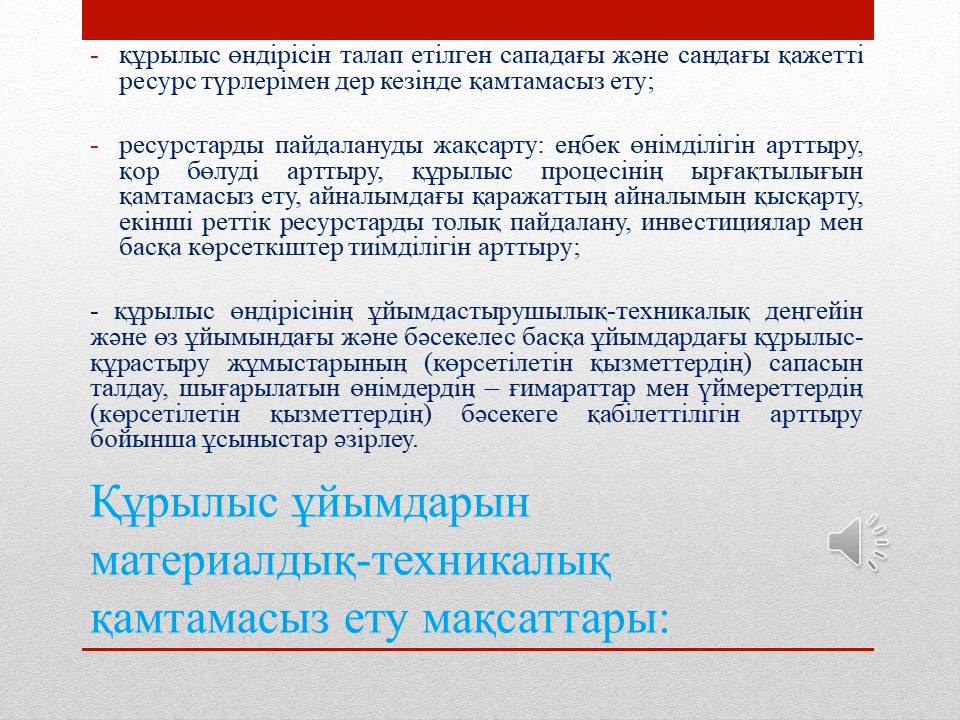 - құрылыс өндірісін талап етілген сападағы және сандағы қажетті
ресурс түрлерімен дер кезінде қамтамасыз ету;
- ресурстарды пайдалануды жақсарту: еңбек өнімділігін арттыру,
қор бөлуді арттыру, құрылыс процесінің ырғақтылығын
қамтамасыз ету, айналымдағы қаражаттың айналымын қысқарту,
екінші реттік ресурстарды толық пайдалану, инвестициялар мен
басқа көрсеткіштер тиімділігін арттыру;
- құрылыс өндірісінің ұйымдастырушылық-техникалық деңгейін
және өз ұйымындағы және бәсекелес басқа ұйымдардағы құрылыс-
құрастыру жұмыстарының (көрсетілетін қызметтердің) сапасын
талдау, шығарылатын өнімдердің – ғимараттар мен үймереттердің
(көрсетілетін қызметтердің) бәсекеге қабілеттілігін арттыру
бойынша ұсыныстар әзірлеу.
Құрылыс ұйымдарын
материалдық-техникалық
қамтамасыз ету мақсаттары: